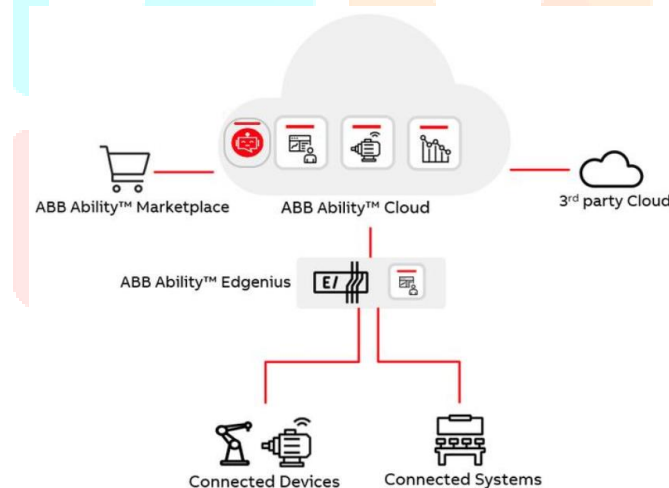 ABB Ability™ Marketplace
ABB Ability™ Cloud
3rd party Cloud
ABB Ability™ Edgenius
E/
Connected Devices
Connected Systems